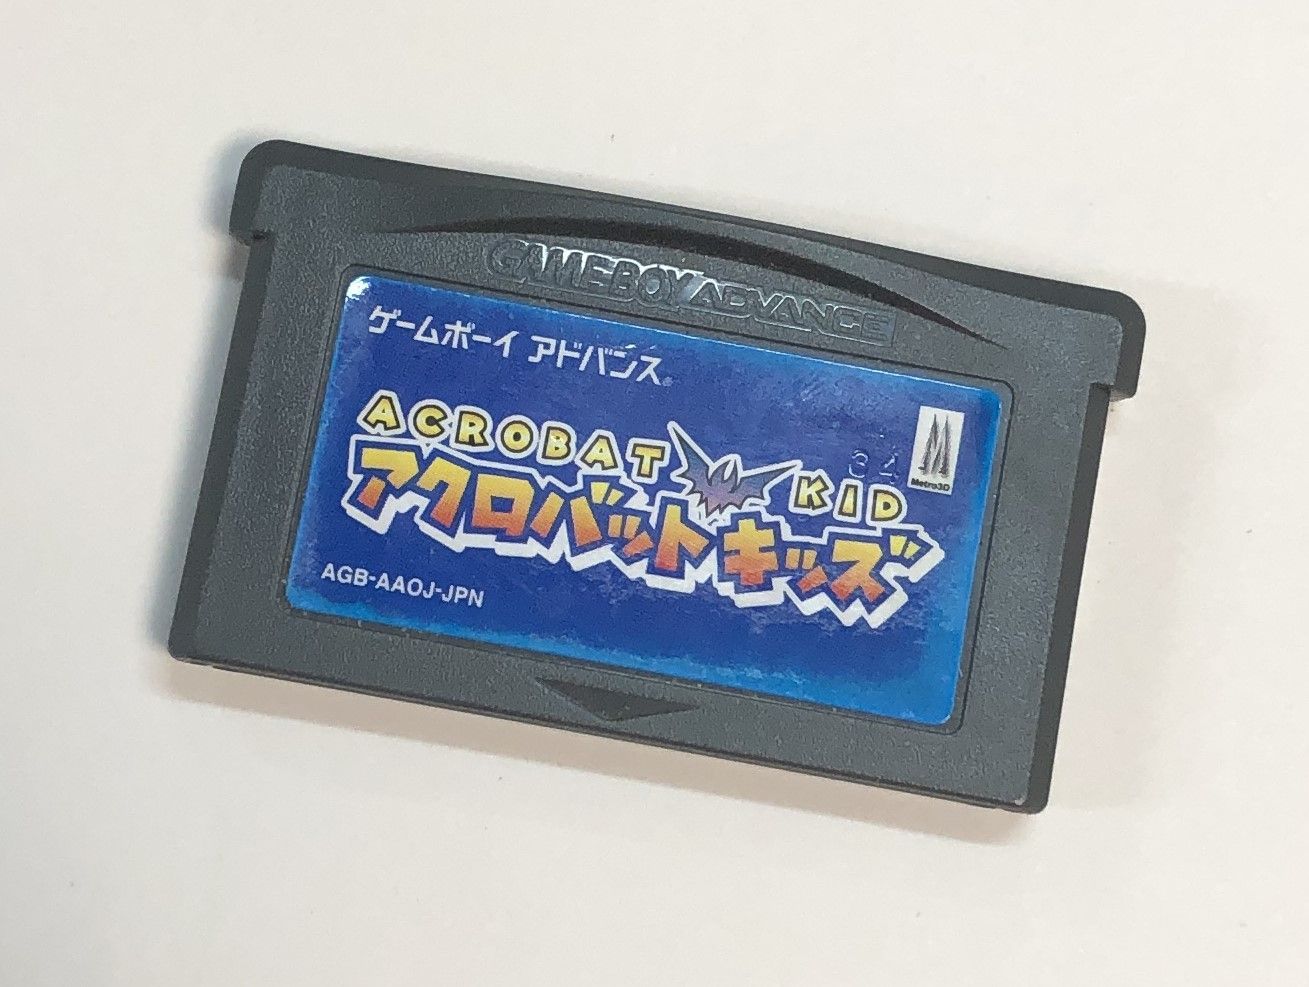 GAME BOY ADVANCE
ゲームボーイ アドバンス
ACROBAT KID
アクロバットキッズ
Metro3D
AGB-AAOJ-JPN